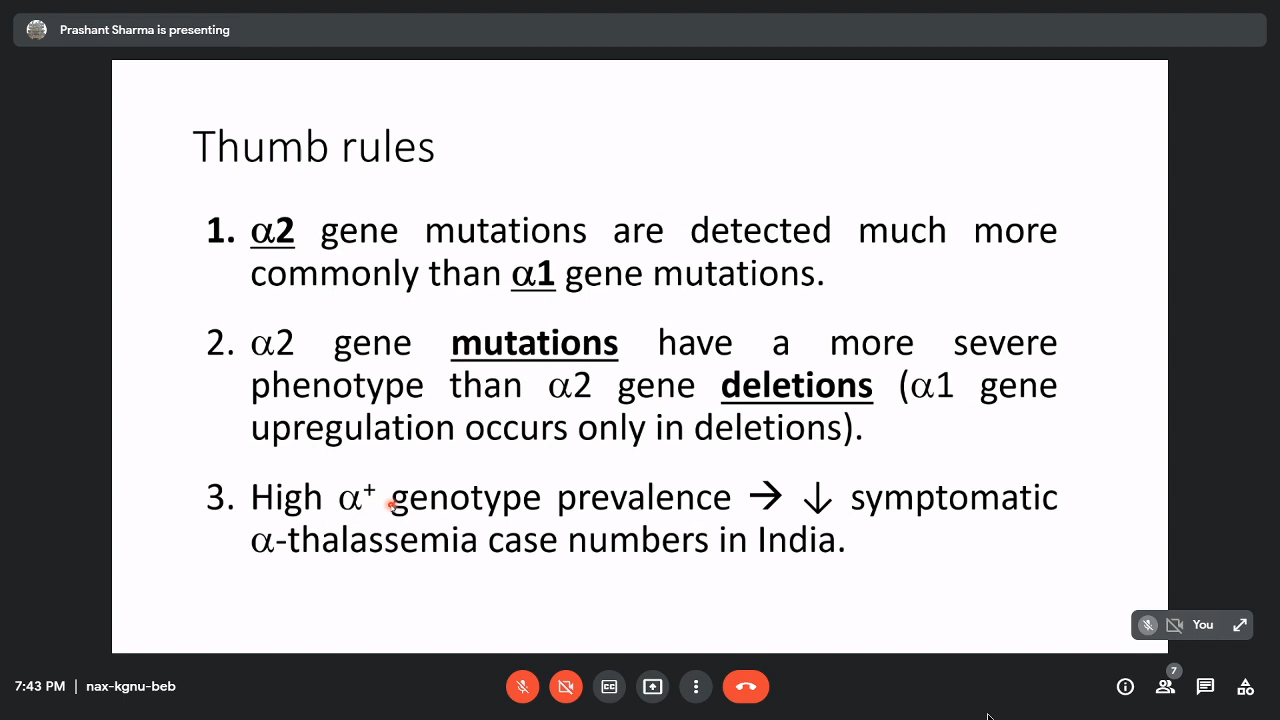 Prashant Sharma is presenting
Thumb rules
1. α2 gene mutations are detected much more
commonly than α1 gene mutations.
2. α2 gene mutations have a more severe
phenotype than α2 gene deletions (α1 gene
upregulation occurs only in deletions).
3. High α⁺ genotype prevalence → ↓ symptomatic
α-thalassemia case numbers in India.
You
7
7:43 PM | nax-kgnu-beb
CC